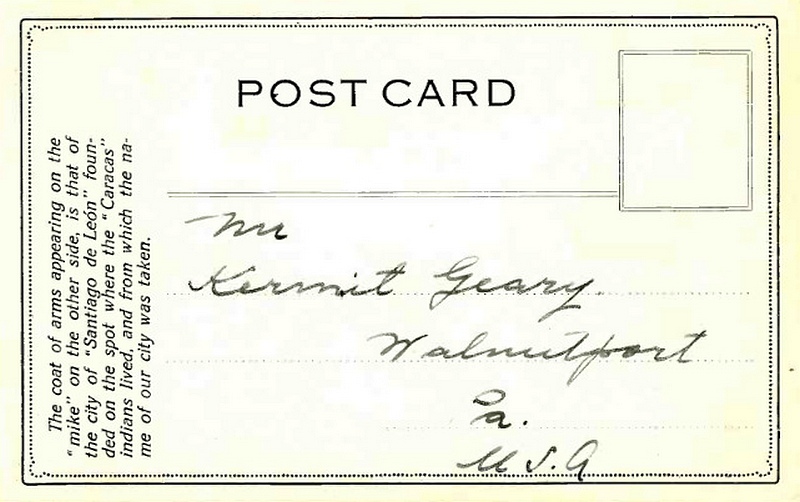 POST CARD
The coat of arms appearing on the
"mike" on the other side, is that of
the city of "Santiago de León" foun-
ded on the spot where the "Caracas"
indians lived, and from which the na-
me of our city was taken.
Mr
Kermit Geary.
Walnutport
Pa.
U.S.A